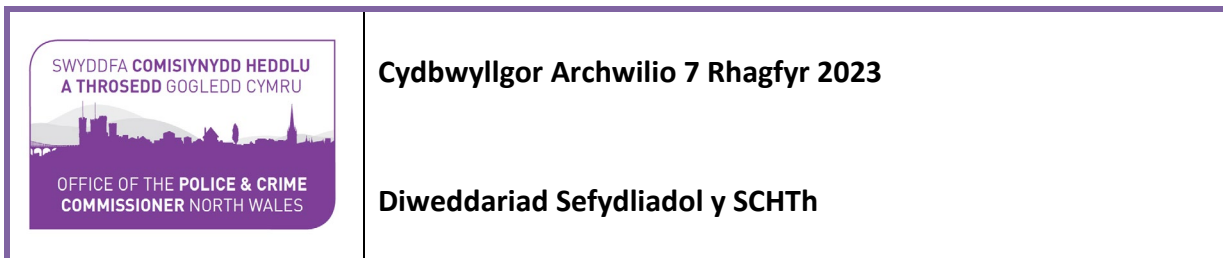 SWYDDFA COMISIYNYDD HEDDLU
A THROSEDD GOGLEDD CYMRU
OFFICE OF THE POLICE & CRIME
COMMISSIONER NORTH WALES
Cydbwyllgor Archwilio 7 Rhagfyr 2023
Diweddariad Sefydliadol y SCHTh